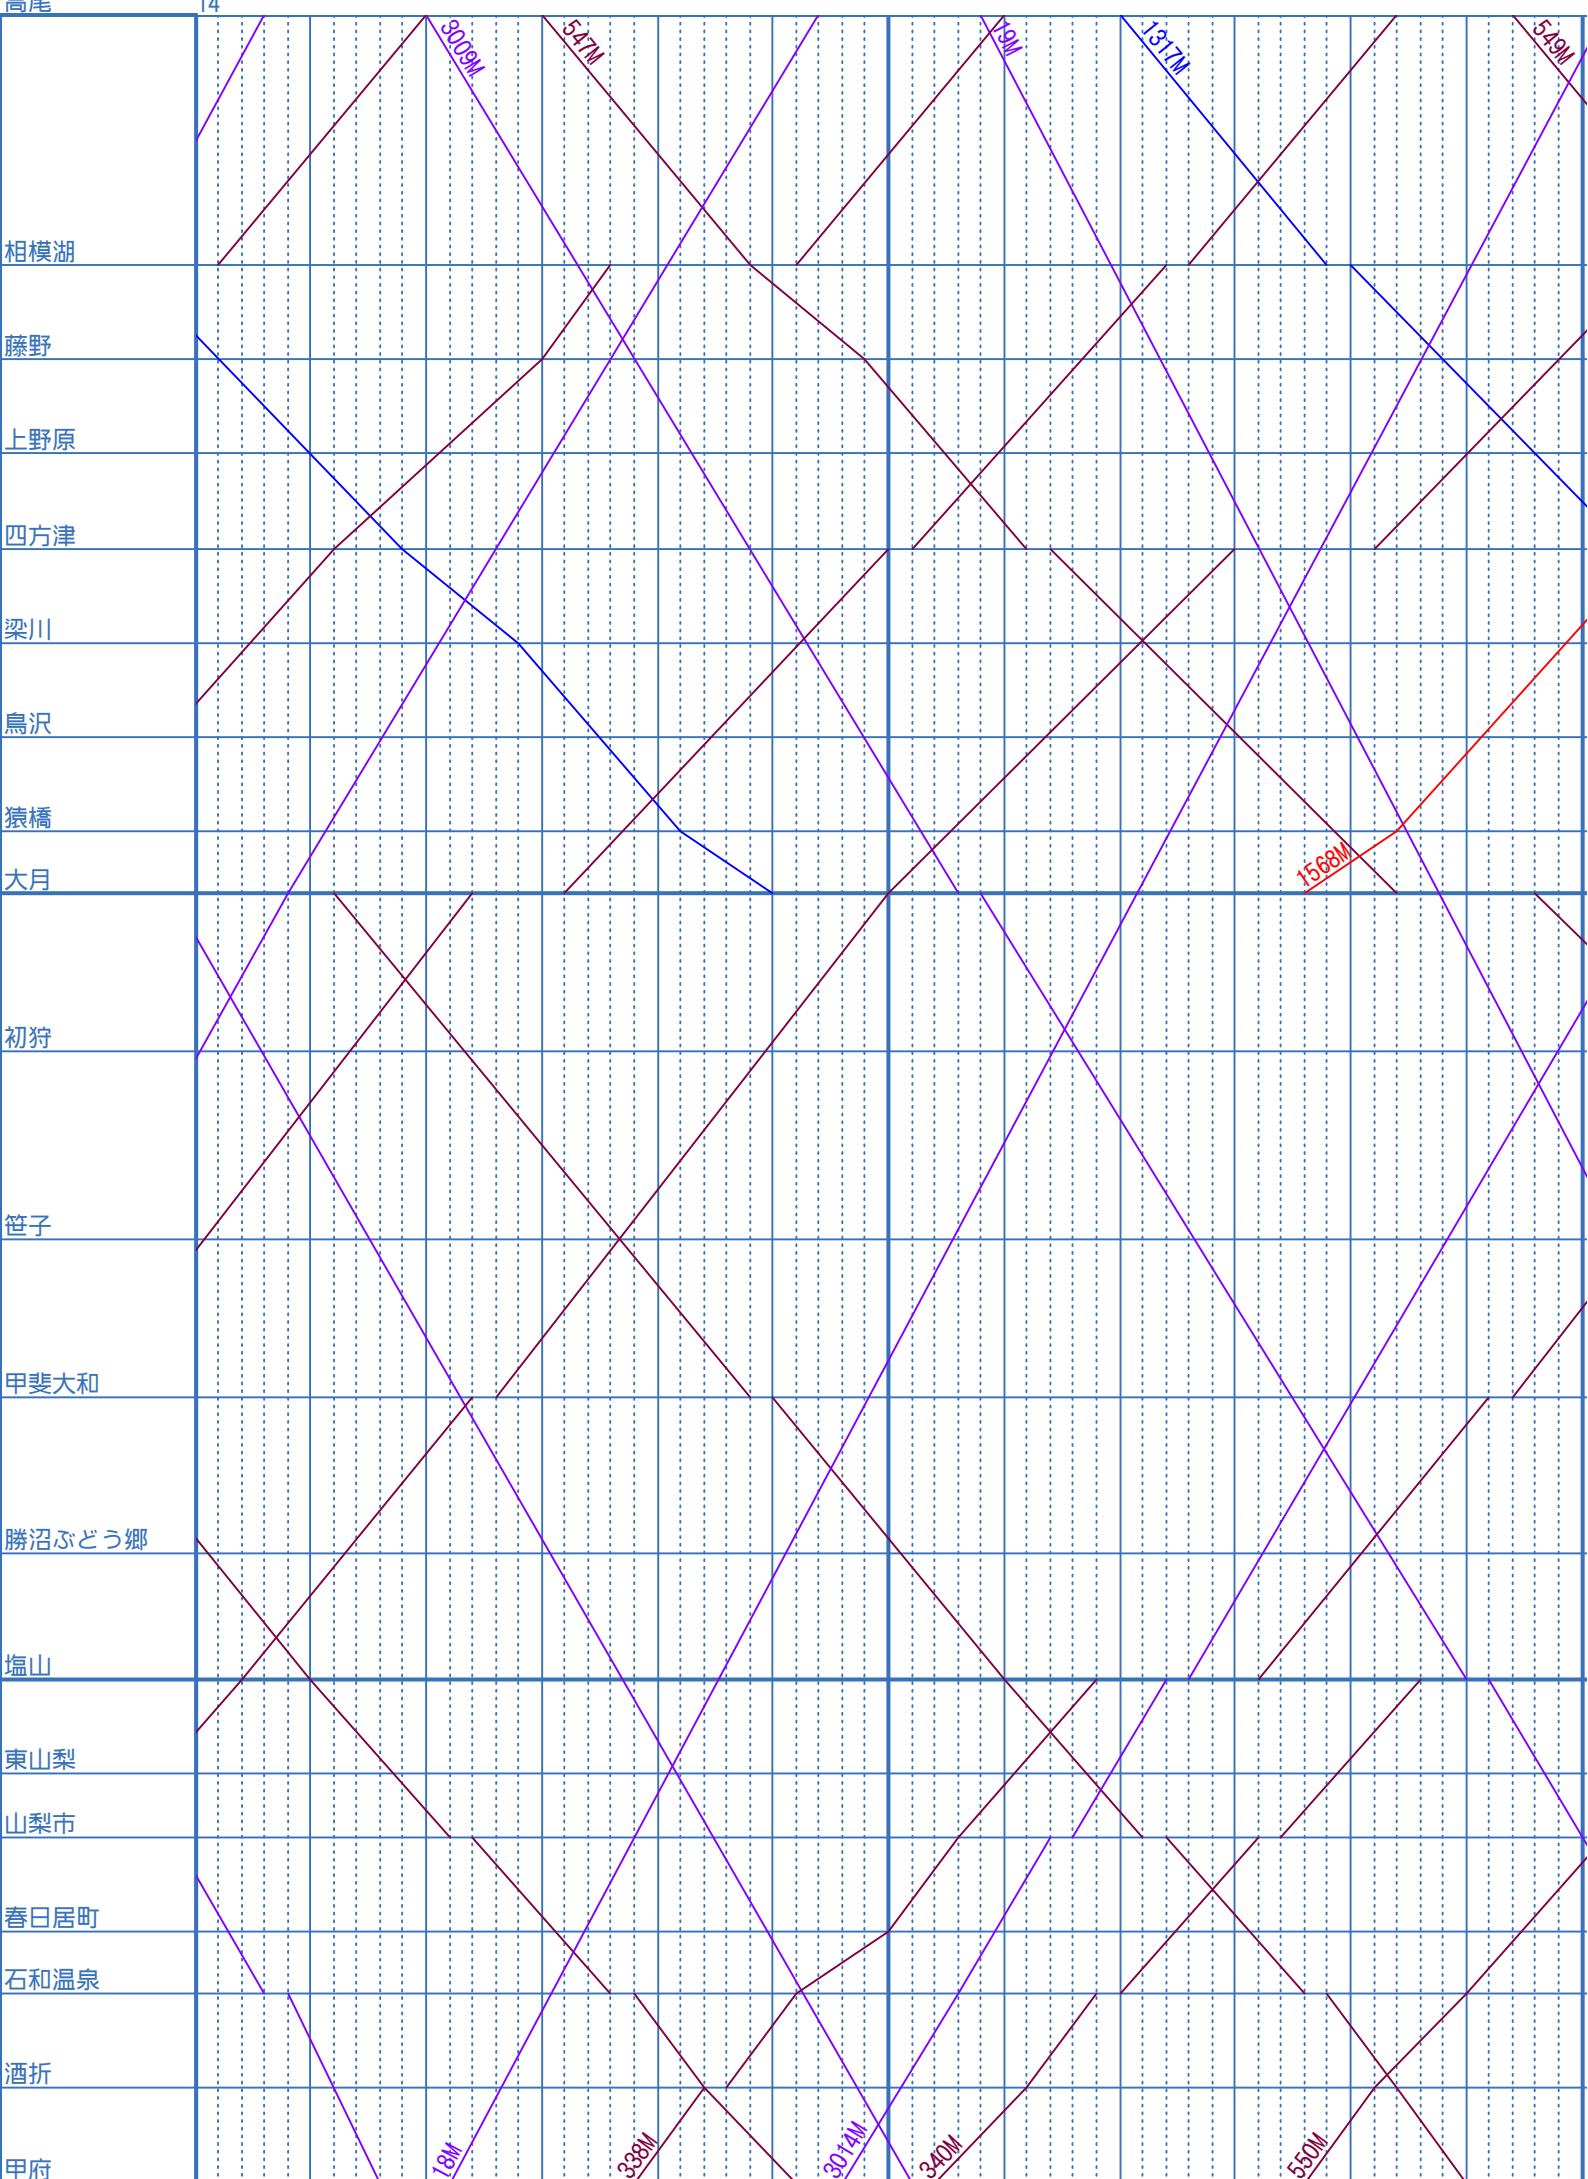 高尾 14
3009M
547M
19M
1317M
549M
相模湖
藤野
上野原
四方津
梁川
鳥沢
猿橋
1568M
大月
初狩
笹子
甲斐大和
勝沼ぶどう郷
塩山
東山梨
山梨市
春日居町
石和温泉
酒折
18M
338M
3014M
340M
550M
甲府